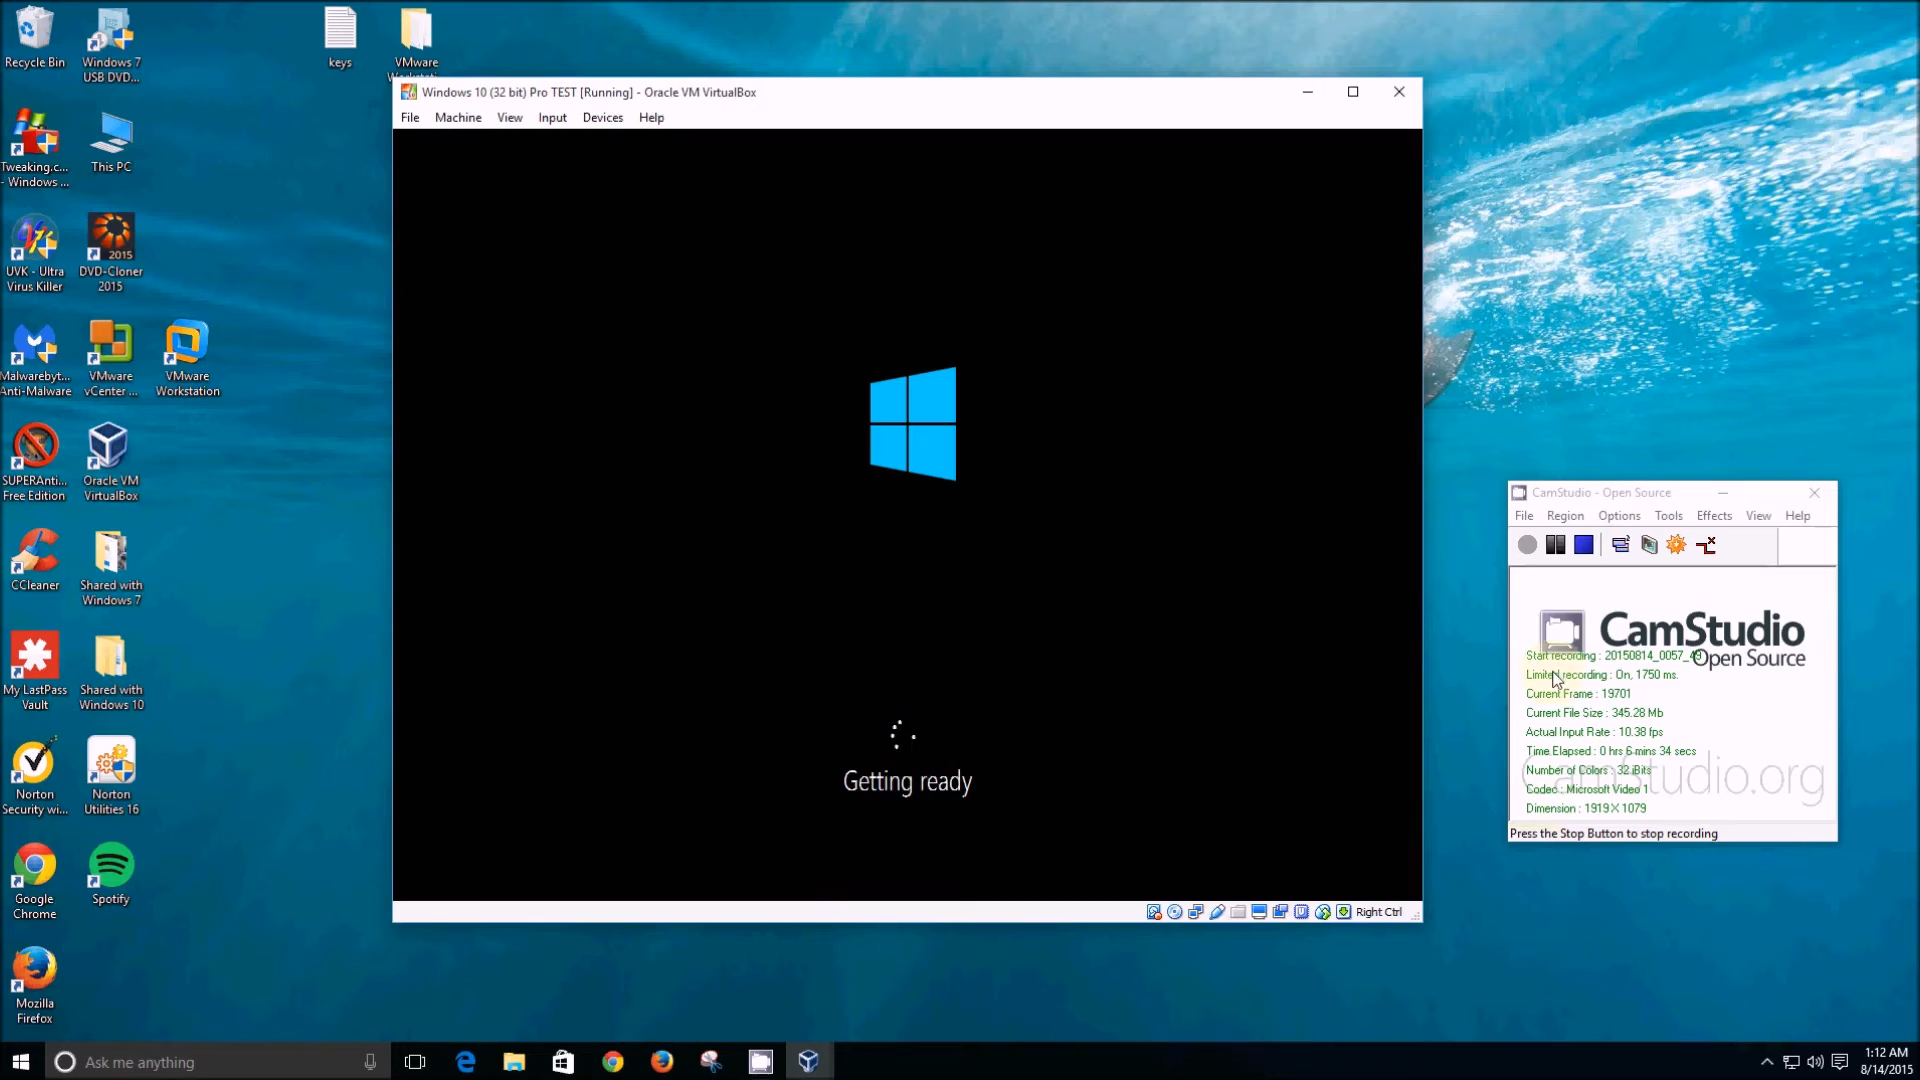 Recycle Bin
Windows 7
USB DVD...
keys
VMware
Tweaking.c...
- Windows ...
This PC
UVK - Ultra
Virus Killer
2015
DVD-Cloner
2015
Malwarebyt...
Anti-Malware
VMware
vCenter ...
VMware
Workstation
SUPERAnti...
Free Edition
Oracle VM
VirtualBox
CCleaner
Shared with
Windows 7
My LastPass
Vault
Shared with
Windows 10
Norton
Security wi...
Norton
Utilities 16
Google
Chrome
Spotify
Mozilla
Firefox
Windows 10 (32 bit) Pro TEST [Running] - Oracle VM VirtualBox
File Machine View Input Devices Help
Getting ready
Right Ctrl
CamStudio - Open Source
File Region Options Tools Effects View Help
CamStudio
Open Source
Start recording : 20150814_0057_49
Limited recording : On, 1750 ms.
Current Frame : 19701
Current File Size : 345.28 Mb
Actual Input Rate : 10.38 fps
Time Elapsed : 0 hrs 6 mins 34 secs
Number of Colors : 32 Bits
CamStudio.org
Codec : Microsoft Video 1
Dimension : 1919 X 1079
Press the Stop Button to stop recording
Ask me anything
1:12 AM
8/14/2015